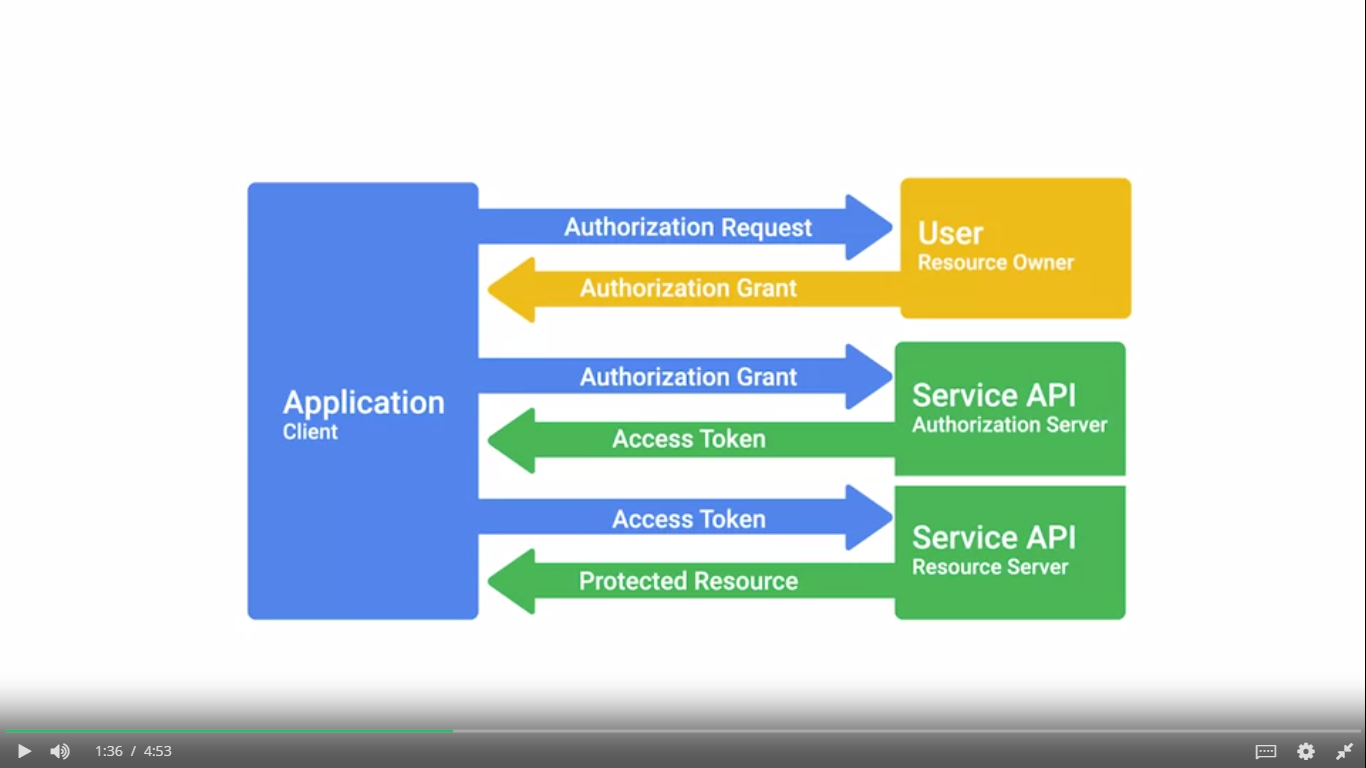 Authorization Request
User
Resource Owner
Authorization Grant
Application
Client
Authorization Grant
Service API
Authorization Server
Access Token
Access Token
Service API
Resource Server
Protected Resource
1:36 / 4:53